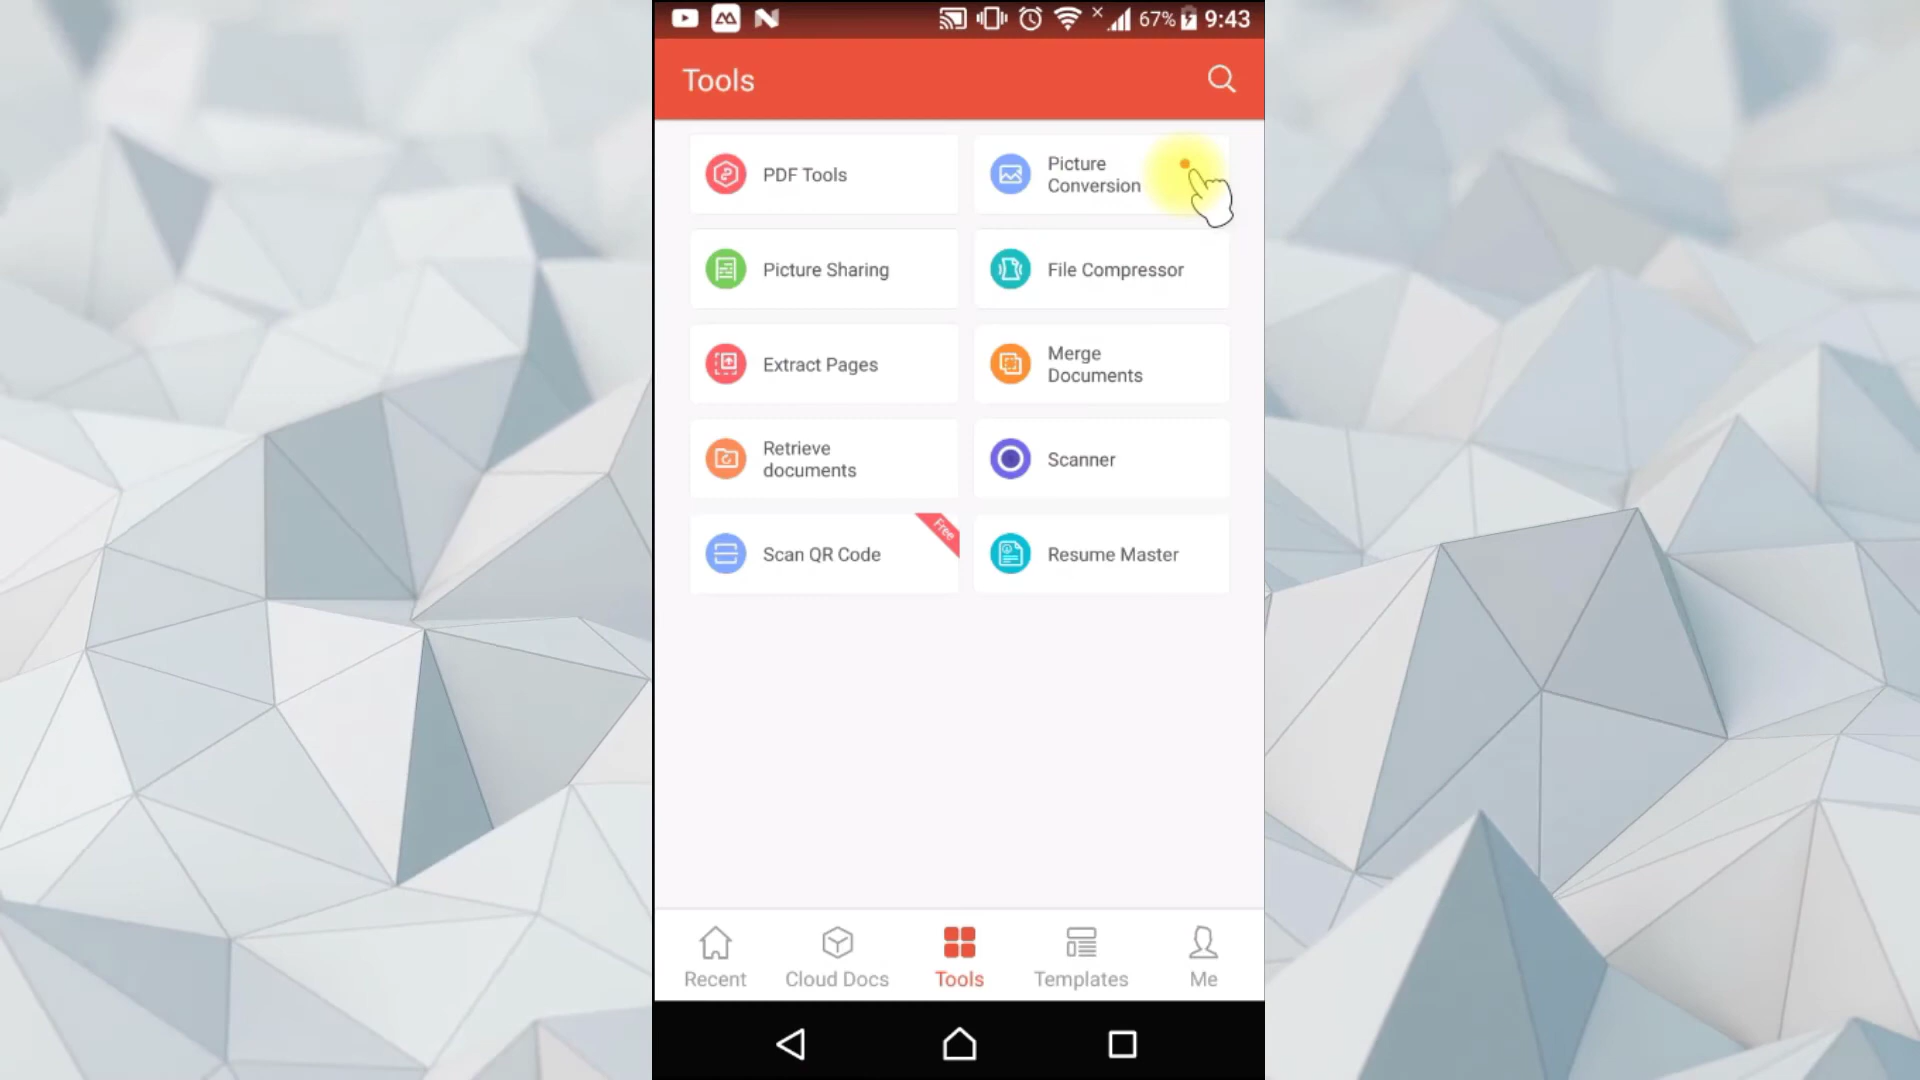 67% 9:43
Tools
PDF Tools
Picture
Conversion
Picture Sharing
File Compressor
Extract Pages
Merge
Documents
Retrieve
documents
Scanner
Scan QR Code
Free
Resume Master
Recent
Cloud Docs
Tools
Templates
Me